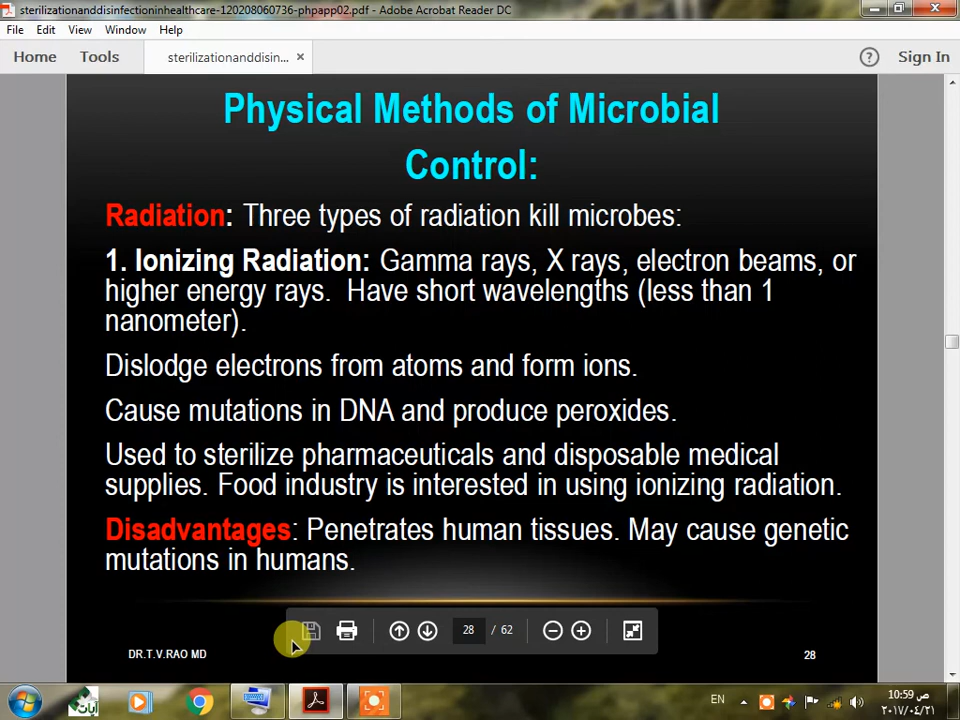 sterilizationanddisinfectioninhealthcare-120208060736-phpapp02.pdf - Adobe Acrobat Reader DC
File Edit View Window Help
Home Tools sterilizationanddisin... Sign In
Physical Methods of Microbial
Control:
Radiation: Three types of radiation kill microbes:
1. Ionizing Radiation: Gamma rays, X rays, electron beams, or
higher energy rays. Have short wavelengths (less than 1
nanometer).
Dislodge electrons from atoms and form ions.
Cause mutations in DNA and produce peroxides.
Used to sterilize pharmaceuticals and disposable medical
supplies. Food industry is interested in using ionizing radiation.
Disadvantages: Penetrates human tissues. May cause genetic
mutations in humans.
28 / 62
DR.T.V.RAO MD 28
EN
10:59 ص
٢٠١٧/٠٤/٢١